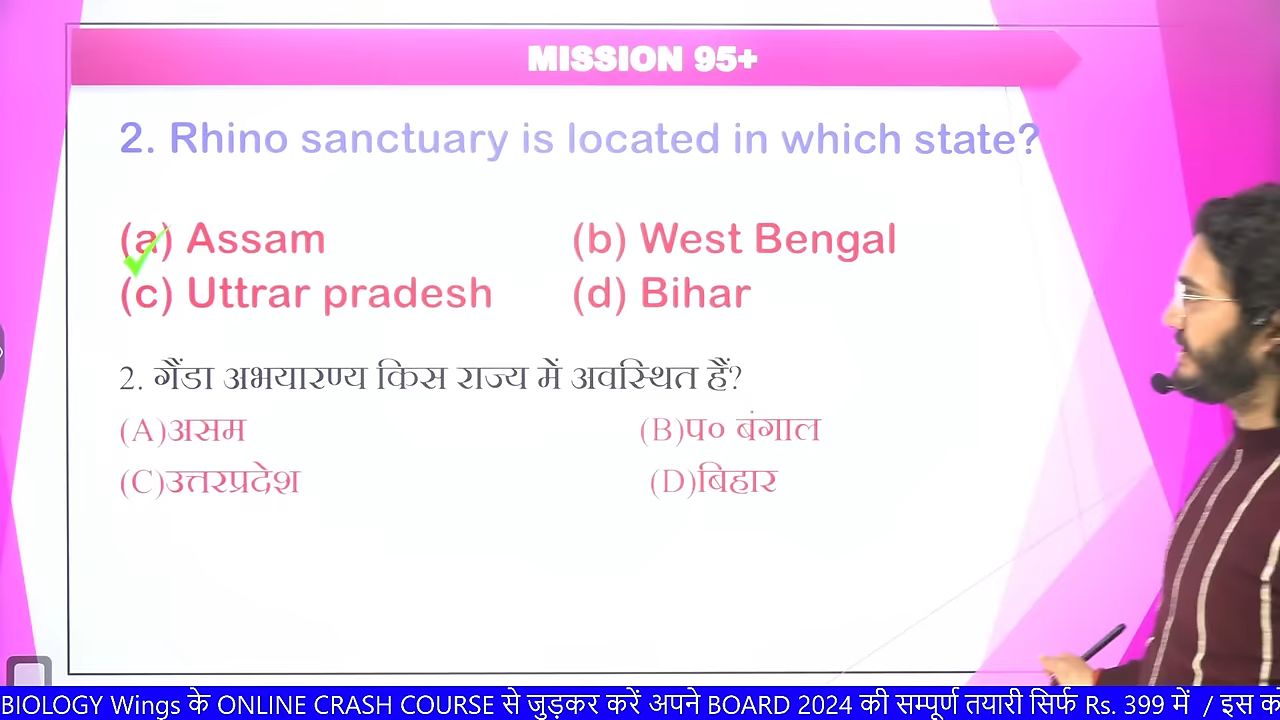 MISSION 95+
2. Rhino sanctuary is located in which state?
(a) Assam (b) West Bengal
(c) Uttrar pradesh (d) Bihar
2. गैंडा अभयारण्य किस राज्य में अवस्थित हैं?
(A)असम (B)प० बंगाल
(C)उत्तरप्रदेश (D)बिहार
BIOLOGY Wings के ONLINE CRASH COURSE से जुड़कर करें अपने BOARD 2024 की सम्पूर्ण तयारी सिर्फ Rs. 399 में / इस